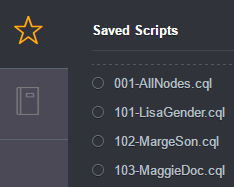 Saved Scripts
001-AllNodes.cql
101-LisaGender.cql
102-MargeSon.cql
103-MaggieDoc.cql